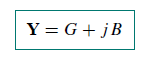 Y = G + jB